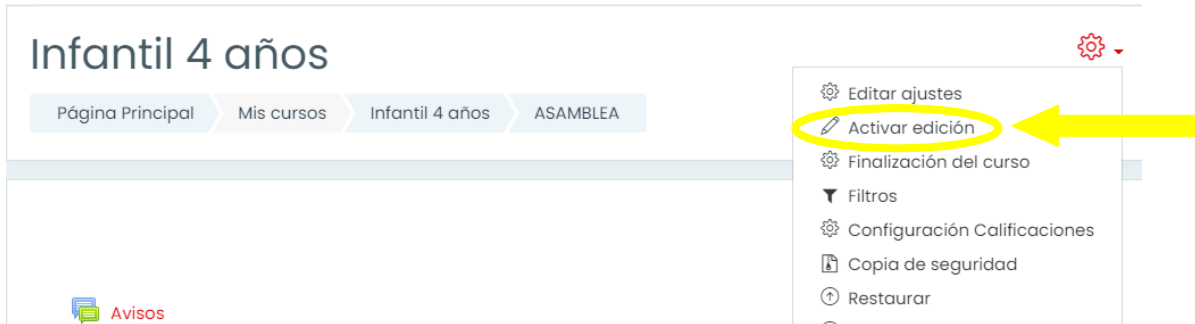 Infantil 4 años
Página Principal Mis cursos Infantil 4 años ASAMBLEA
Editar ajustes
Activar edición
Finalización del curso
Filtros
Configuración Calificaciones
Copia de seguridad
Restaurar
Avisos